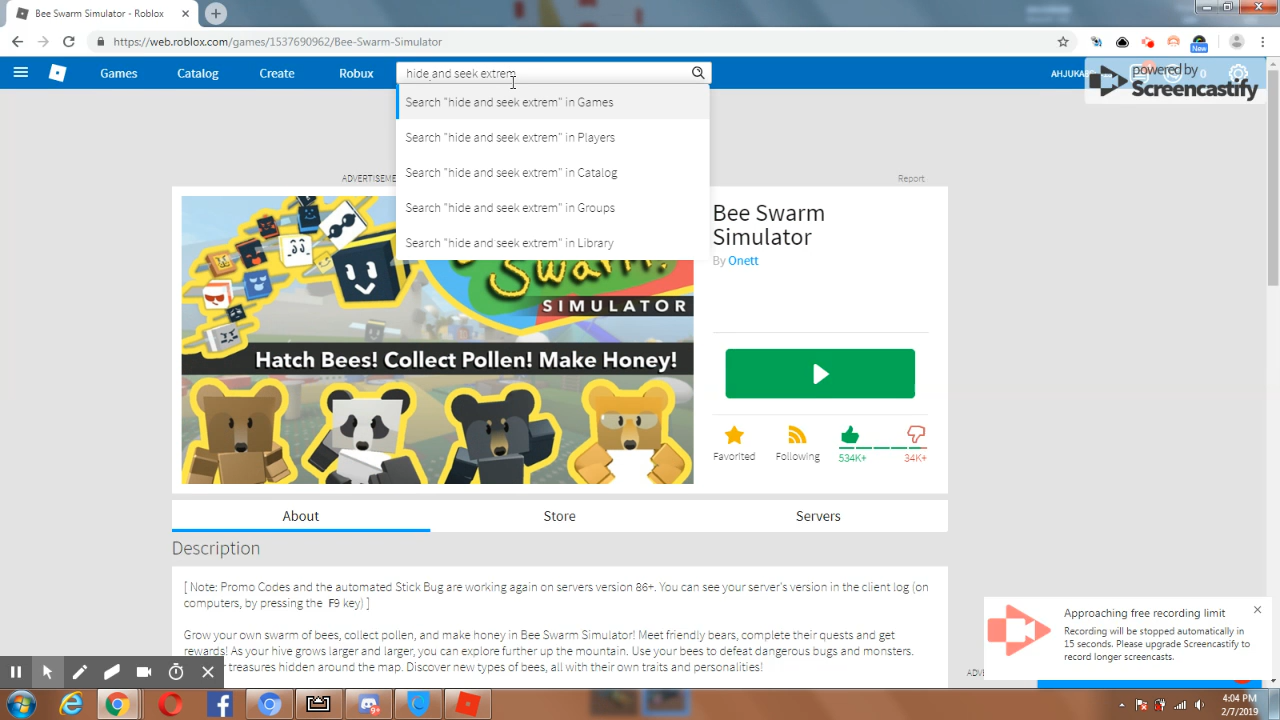 Bee Swarm Simulator - Roblox
https://web.roblox.com/games/1537690962/Bee-Swarm-Simulator
New
Games
Catalog
Create
Robux
hide and seek extrem
AHJUKA
0
powered by
Screencastify
Search "hide and seek extrem" in Games
Search "hide and seek extrem" in Players
Search "hide and seek extrem" in Catalog
Search "hide and seek extrem" in Groups
Search "hide and seek extrem" in Library
ADVERTISEME
Report
Swarm!
SIMULATOR
Hatch Bees! Collect Pollen! Make Honey!
Bee Swarm
Simulator
By Onett
Favorited
Following
534K+
34K+
About
Store
Servers
Description
[ Note: Promo Codes and the automated Stick Bug are working again on servers version 86+. You can see your server's version in the client log (on
computers, by pressing the F9 key) ]
Grow your own swarm of bees, collect pollen, and make honey in Bee Swarm Simulator! Meet friendly bears, complete their quests and get
rewards! As your hive grows larger and larger, you can explore further up the mountain. Use your bees to defeat dangerous bugs and monsters.
treasures hidden around the map. Discover new types of bees, all with their own traits and personalities!
Approaching free recording limit
Recording will be stopped automatically in
15 seconds. Please upgrade Screencastify to
record longer screencasts.
ADVE
4:04 PM
2/7/2019